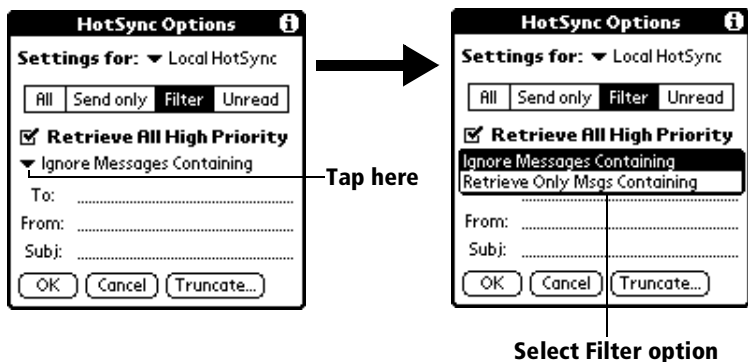 HotSync Options
Settings for: Local HotSync
All Send only Filter Unread
Retrieve All High Priority
Ignore Messages Containing
To:
From:
Subj:
OK Cancel Truncate...
Tap here
HotSync Options
Settings for: Local HotSync
All Send only Filter Unread
Retrieve All High Priority
Ignore Messages Containing
Retrieve Only Msgs Containing
From:
Subj:
OK Cancel Truncate...
Select Filter option